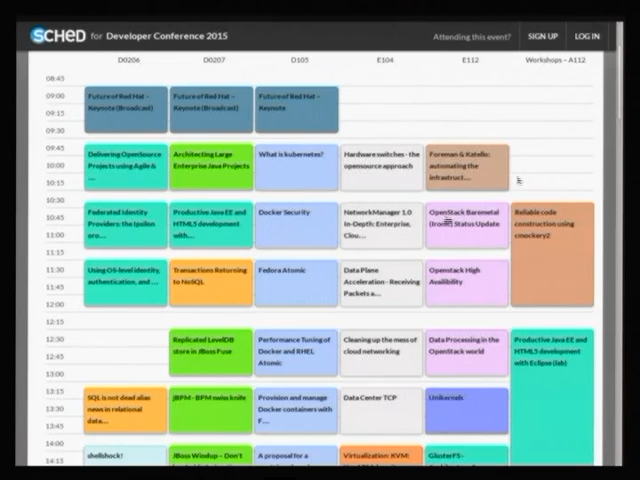 SCHED for Developer Conference 2015
Attending this event?
SIGN UP
LOG IN
D0206
D0207
D105
E104
E112
Workshops - A112
08:45
09:00
09:15
09:30
09:45
10:00
10:15
10:30
10:45
11:00
11:15
11:30
11:45
12:00
12:15
12:30
12:45
13:00
13:15
13:30
13:45
14:00
14:15
Future of Red Hat -
Keynote (Broadcast)
Future of Red Hat -
Keynote (Broadcast)
Future of Red Hat -
Keynote
Delivering OpenSource
Projects using Agile &
...
Architecting Large
Enterprise Java Projects
What is kubernetes?
Hardware switches - the
opensource approach
Foreman & Katello:
automating the
infrastruct...
Federated Identity
Providers: the Ipsilon
oro...
Productive Java EE and
HTML5 development
with...
Docker Security
NetworkManager 1.0
In-Depth: Enterprise,
Clou...
OpenStack Baremetal
(Ironic) Status Update
Reliable code
construction using
cmockery2
Using OS-level identity,
authentication, and ...
Transactions Returning
to NoSQL
Fedora Atomic
Data Plane
Acceleration - Receiving
Packets a...
Openstack High
Availibility
Replicated LevelDB
store in JBoss Fuse
Performance Tuning of
Docker and RHEL
Atomic
Cleaning up the mess of
cloud networking
Data Processing in the
OpenStack world
Productive Java EE and
HTML5 development
with Eclipse (lab)
SQL is not dead alias
news in relational
data...
jBPM - BPM swiss knife
Provision and manage
Docker containers with
F...
Data Center TCP
Unikernels
shellshock!
JBoss Windup - Don't
A proposal for a
Virtualization: KVM:
GlusterFS-